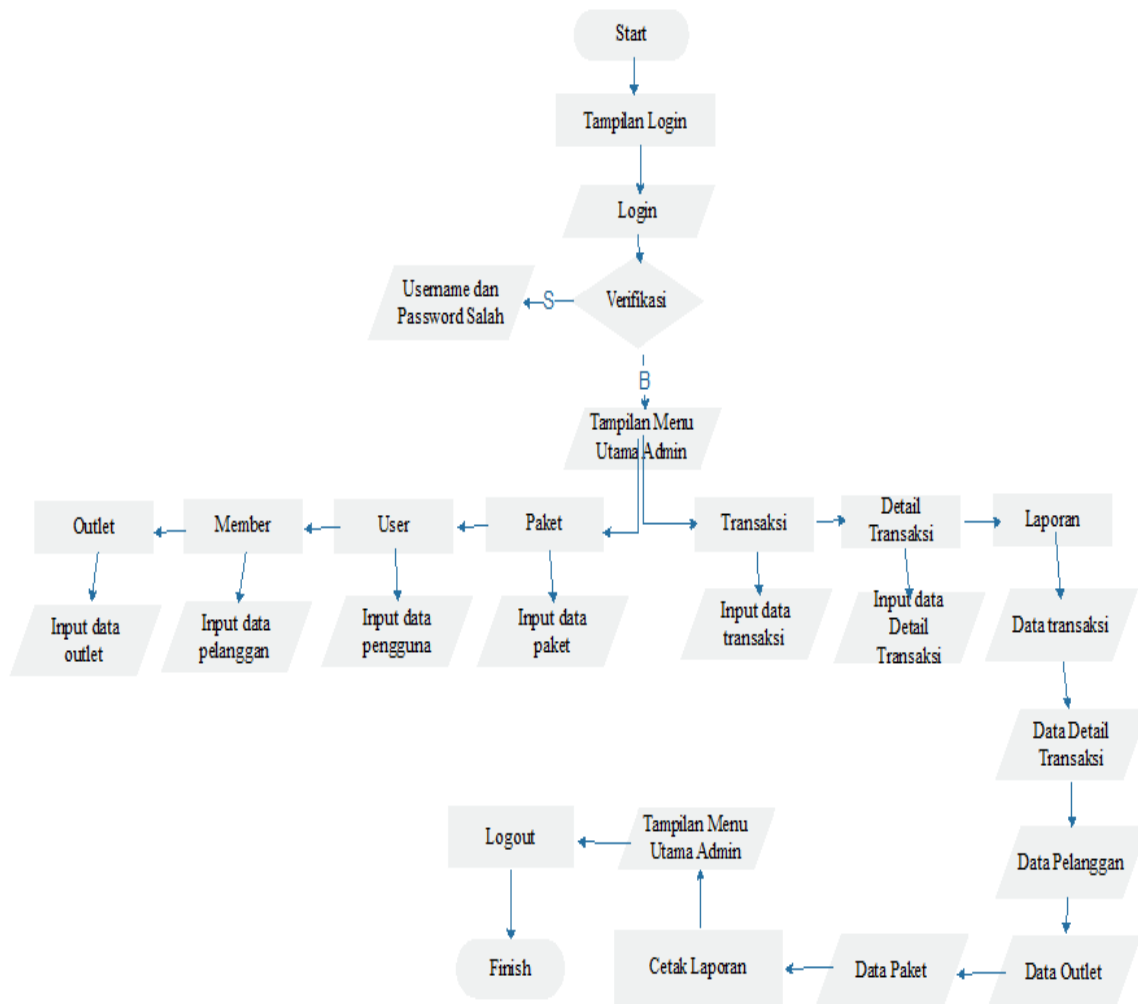 Start
Tampilan Login
Login
Verifikasi
S
Username dan
Password Salah
B
Tampilan Menu
Utama Admin
Outlet
Member
User
Paket
Transaksi
Detail
Transaksi
Laporan
Input data
outlet
Input data
pelanggan
Input data
pengguna
Input data
paket
Input data
transaksi
Input data
Detail
Transaksi
Data transaksi
Data Detail
Transaksi
Data Pelanggan
Data Outlet
Data Paket
Cetak Laporan
Tampilan Menu
Utama Admin
Logout
Finish